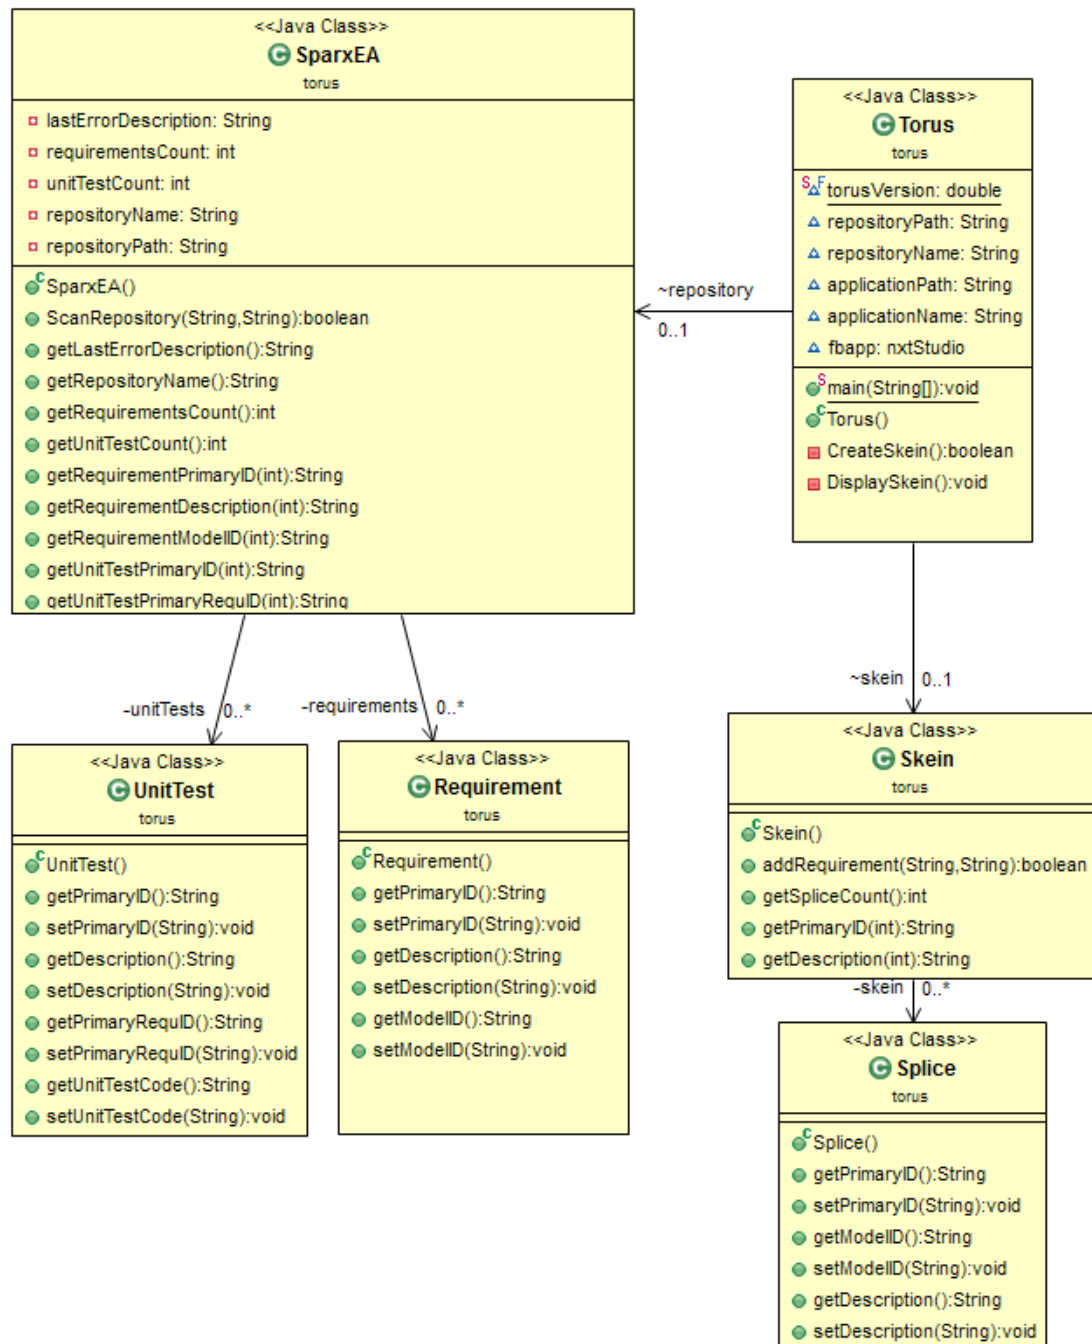 <<Java Class>>
SparxEA
torus
lastErrorDescription: String
requirementsCount: int
unitTestCount: int
repositoryName: String
repositoryPath: String
SparxEA()
ScanRepository(String,String):boolean
getLastErrorDescription():String
getRepositoryName():String
getRequirementsCount():int
getUnitTestCount():int
getRequirementPrimaryID(int):String
getRequirementDescription(int):String
getRequirementModelID(int):String
getUnitTestPrimaryID(int):String
getUnitTestPrimaryRequID(int):String
~repository
0..1
<<Java Class>>
Torus
torus
torusVersion: double
repositoryPath: String
repositoryName: String
applicationPath: String
applicationName: String
fbapp: nxtStudio
main(String[]):void
Torus()
CreateSkein():boolean
DisplaySkein():void
-unitTests 0..*
-requirements 0..*
~skein 0..1
<<Java Class>>
UnitTest
torus
UnitTest()
getPrimaryID():String
setPrimaryID(String):void
getDescription():String
setDescription(String):void
getPrimaryRequID():String
setPrimaryRequID(String):void
getUnitTestCode():String
setUnitTestCode(String):void
<<Java Class>>
Requirement
torus
Requirement()
getPrimaryID():String
setPrimaryID(String):void
getDescription():String
setDescription(String):void
getModelID():String
setModelID(String):void
<<Java Class>>
Skein
torus
Skein()
addRequirement(String,String):boolean
getSpliceCount():int
getPrimaryID(int):String
getDescription(int):String
-skein 0..*
<<Java Class>>
Splice
torus
Splice()
getPrimaryID():String
setPrimaryID(String):void
getModelID():String
setModelID(String):void
getDescription():String
setDescription(String):void